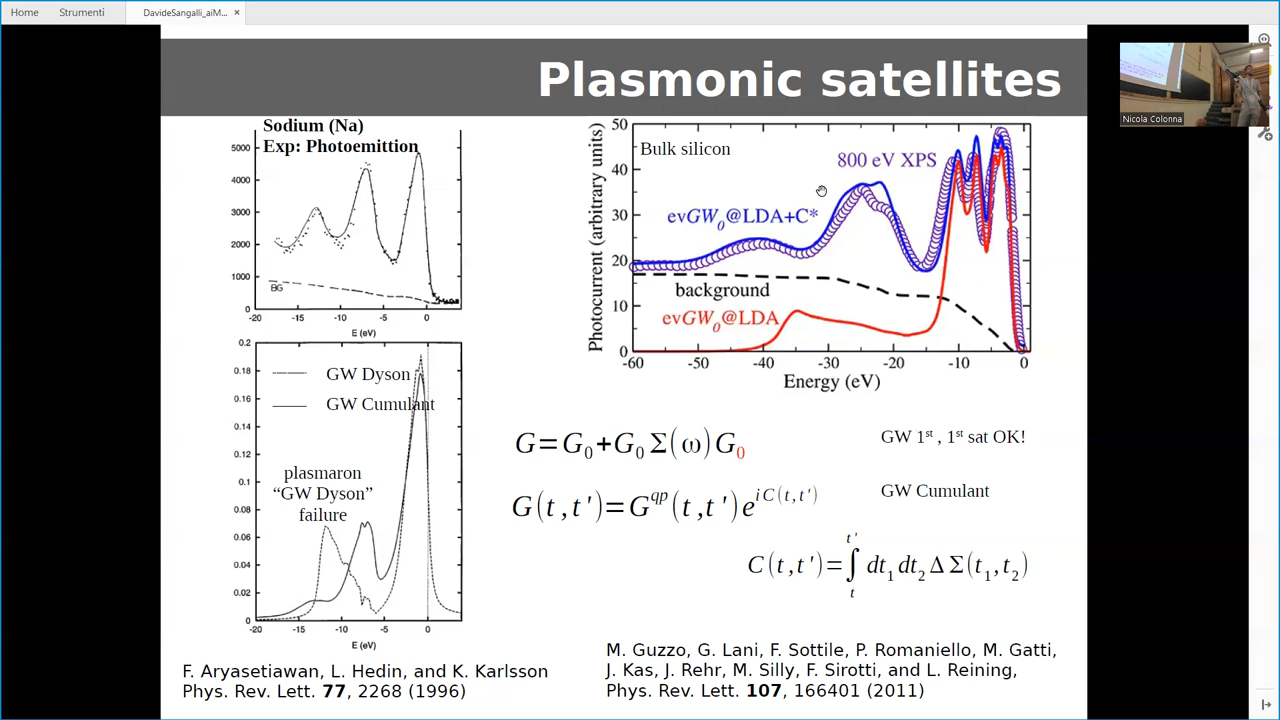 Home Strumenti DavideSangalli_aiM... ×
Plasmonic satellites
Nicola Colonna
Sodium (Na)
Exp: Photoemittion
5000
4000
3000
2000
1000
0
BG
-20 -15 -10 -5 0
E (eV)
0.2
0.18
0.16
0.14
0.12
0.1
0.08
0.06
0.04
0.02
0
GW Dyson
GW Cumulant
plasmaron
“GW Dyson”
failure
-20 -15 -10 -5 0
E (eV)
F. Aryasetiawan, L. Hedin, and K. Karlsson
Phys. Rev. Lett. 77, 2268 (1996)
Photocurrent (arbitrary units)
50
40
30
20
10
0
Bulk silicon
800 eV XPS
evGW₀@LDA+C*
background
evGW₀@LDA
-60 -50 -40 -30 -20 -10 0
Energy (eV)
G=G₀+G₀Σ(ω)G₀
GW 1st , 1st sat OK!
G(t,t')=G^qp(t,t')e^{iC(t,t')}
GW Cumulant
C(t,t')=∫_t^{t'} dt₁dt₂ΔΣ(t₁,t₂)
M. Guzzo, G. Lani, F. Sottile, P. Romaniello, M. Gatti,
J. Kas, J. Rehr, M. Silly, F. Sirotti, and L. Reining,
Phys. Rev. Lett. 107, 166401 (2011)